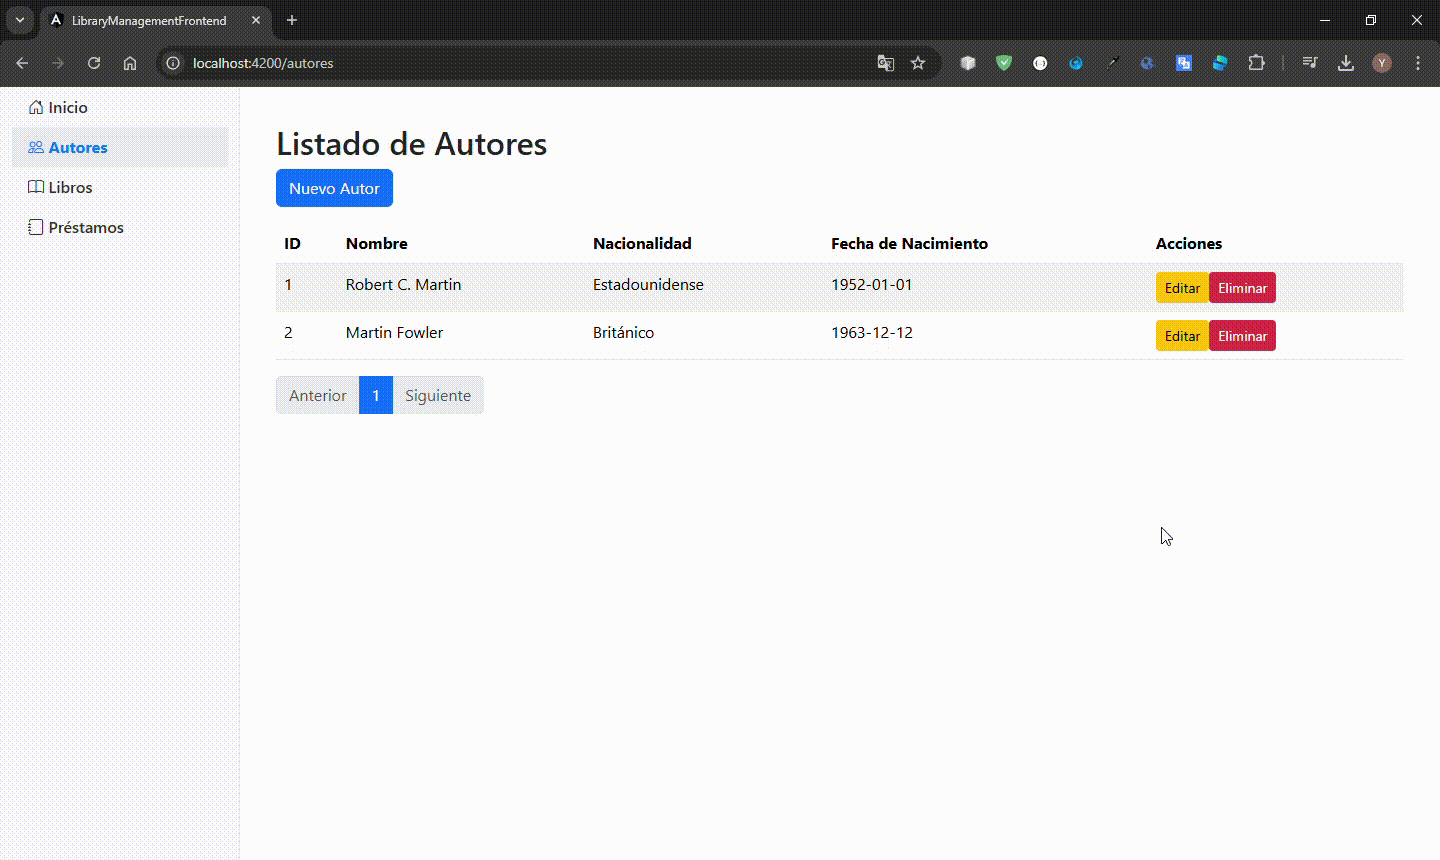 LibraryManagementFrontend
localhost:4200/autores
Y
Inicio
Autores
Libros
Préstamos
Listado de Autores
Nuevo Autor
ID Nombre Nacionalidad Fecha de Nacimiento Acciones
1 Robert C. Martin Estadounidense 1952-01-01 Editar Eliminar
2 Martin Fowler Británico 1963-12-12 Editar Eliminar
Anterior 1 Siguiente